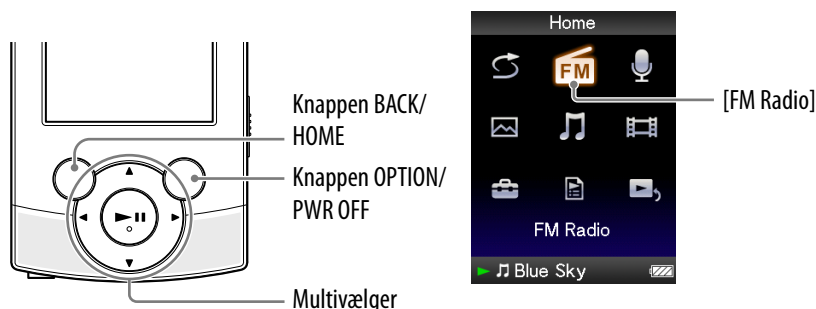 Knappen BACK/
HOME
Knappen OPTION/
PWR OFF
Multivælger
Home
FM
[FM Radio]
FM Radio
Blue Sky